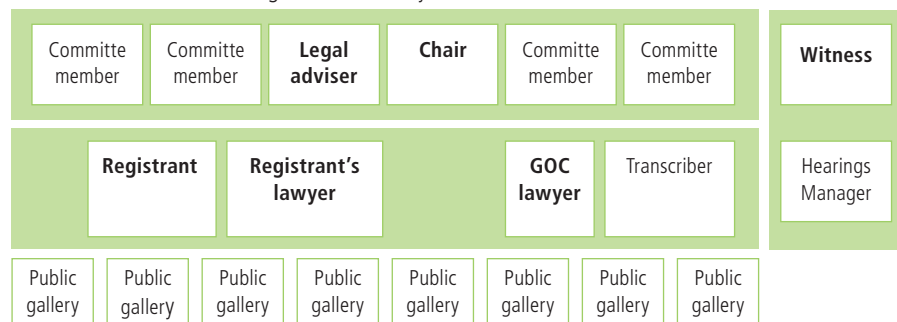 Committe
member
Committe
member
Legal
adviser
Chair
Committe
member
Committe
member
Witness
Registrant
Registrant's
lawyer
GOC
lawyer
Transcriber
Hearings
Manager
Public
gallery
Public
gallery
Public
gallery
Public
gallery
Public
gallery
Public
gallery
Public
gallery
Public
gallery